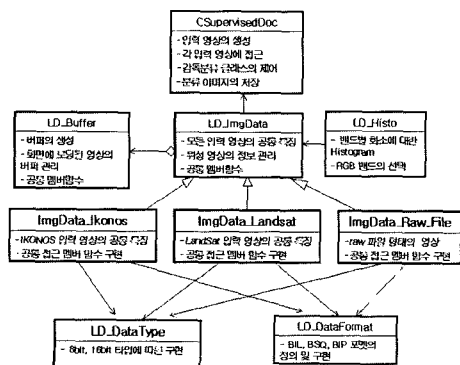 CSupervisedDoc
- 입력 영상의 생성
- 각 입력 영상에 접근
- 감독분류 클래스의 제어
- 분류 이미지의 저장
LD_Buffer
- 버퍼의 생성
- 화면에 로딩된 영상의
버퍼 관리
- 공통 멤버함수
LD_ImgData
- 모든 입력 영상의 공통 특징
- 위성 영상의 정보 관리
- 공통 멤버함수
LD_Histo
- 밴드별 화소에 대한
Histogram
- RGB 밴드의 선택
ImgData_Ikonos
- IKONOS 입력 영상의 공통 특징
- 공통 접근 멤버 함수 구현
ImgData_Landsat
- LandSat 입력 영상의 공통 특징
- 공통 접근 멤버 함수 구현
ImgData_Raw_File
- raw 파일 형태의 영상
- 공통 접근 멤버 함수 구현
LD_DataType
- 8bit, 16bit 타입에 따른 구현
LD_DataFormat
- BIL, BSQ, BIP 포맷의
정의 및 구현